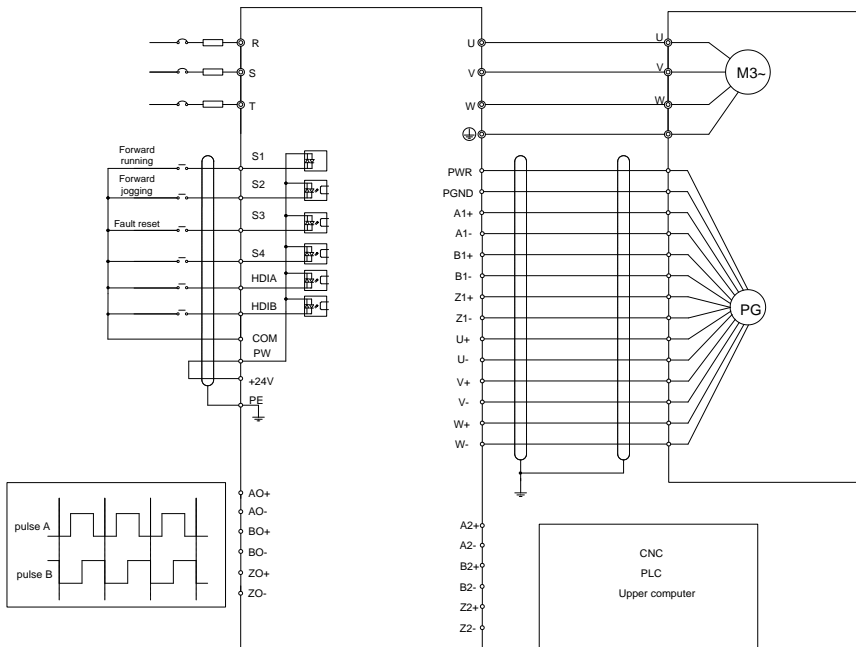 R
S
T
U
V
W
U
V
W
M3~
Forward
running
Forward
jogging
Fault reset
S1
S2
S3
S4
HDIA
HDIB
COM
PW
+24V
PE
PWR
PGND
A1+
A1-
B1+
B1-
Z1+
Z1-
U+
U-
V+
V-
W+
W-
PG
pulse A
pulse B
AO+
AO-
BO+
BO-
ZO+
ZO-
A2+
A2-
B2+
B2-
Z2+
Z2-
CNC
PLC
Upper computer